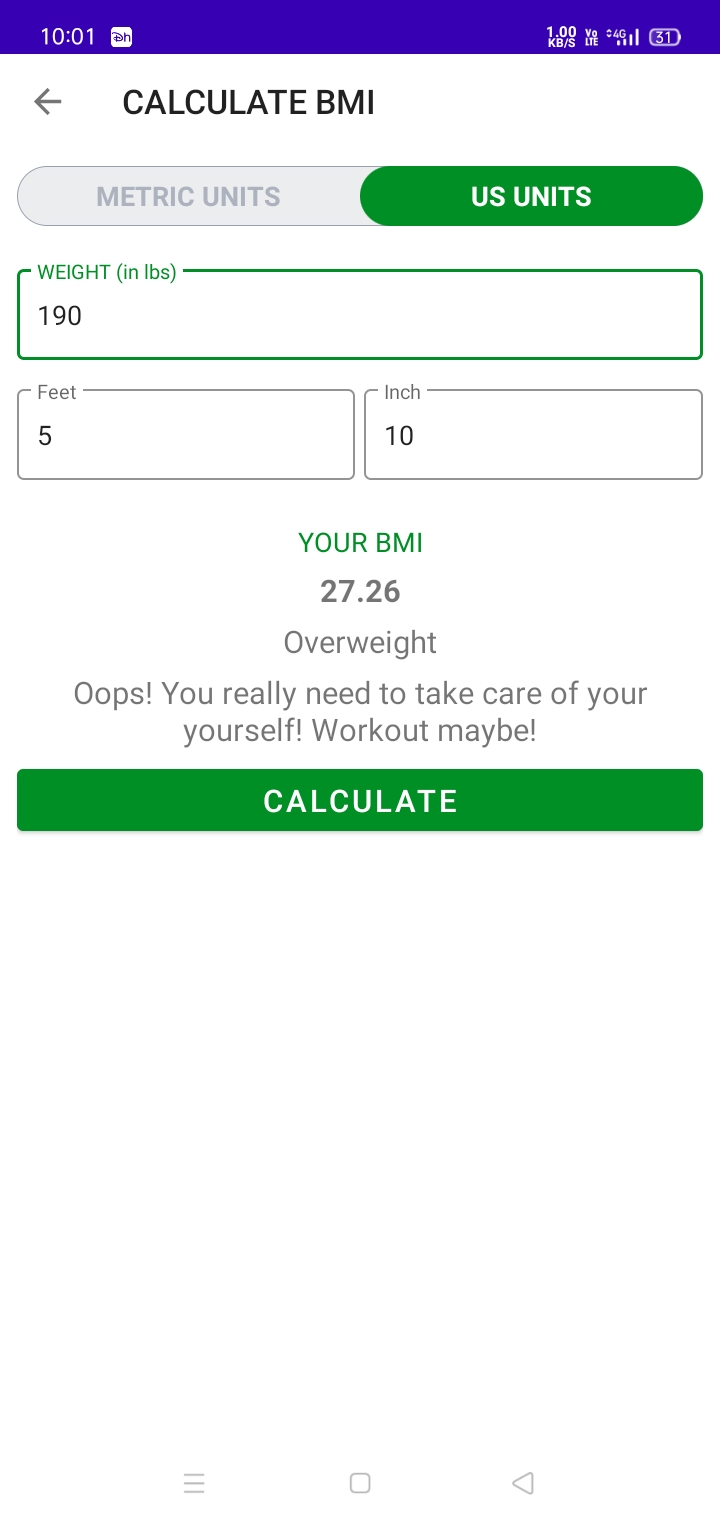 10:01 1.00 KB/S Vo LTE 4G 31
CALCULATE BMI
METRIC UNITS US UNITS
WEIGHT (in lbs)
190
Feet Inch
5 10
YOUR BMI
27.26
Overweight
Oops! You really need to take care of your
yourself! Workout maybe!
CALCULATE